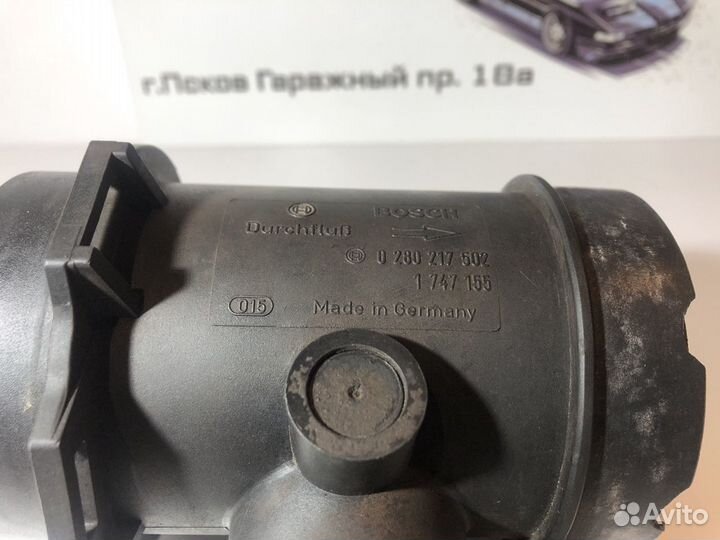 г.Псков Гаражный пр. 18а
BOSCH
Durchfluß
0 280 217 502
1 747 155
015 Made in Germany
Avito